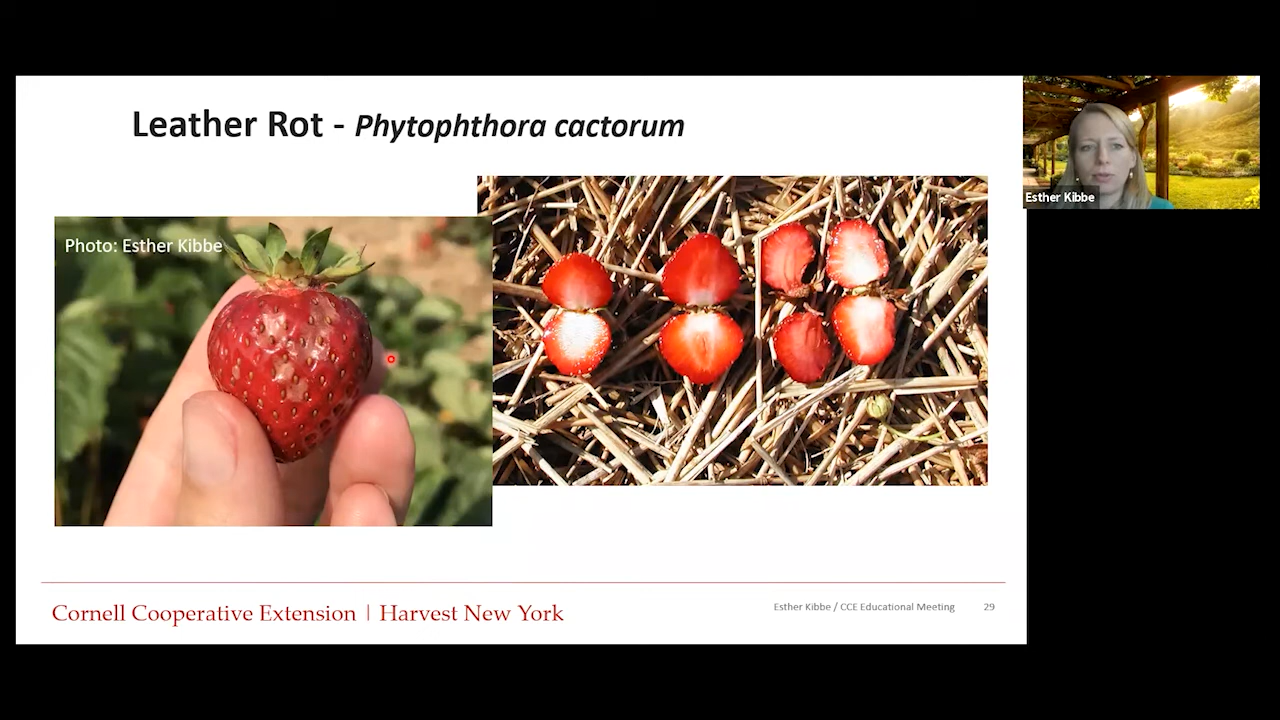 Leather Rot - Phytophthora cactorum
Photo: Esther Kibbe
Esther Kibbe
Cornell Cooperative Extension | Harvest New York
Esther Kibbe / CCE Educational Meeting 29